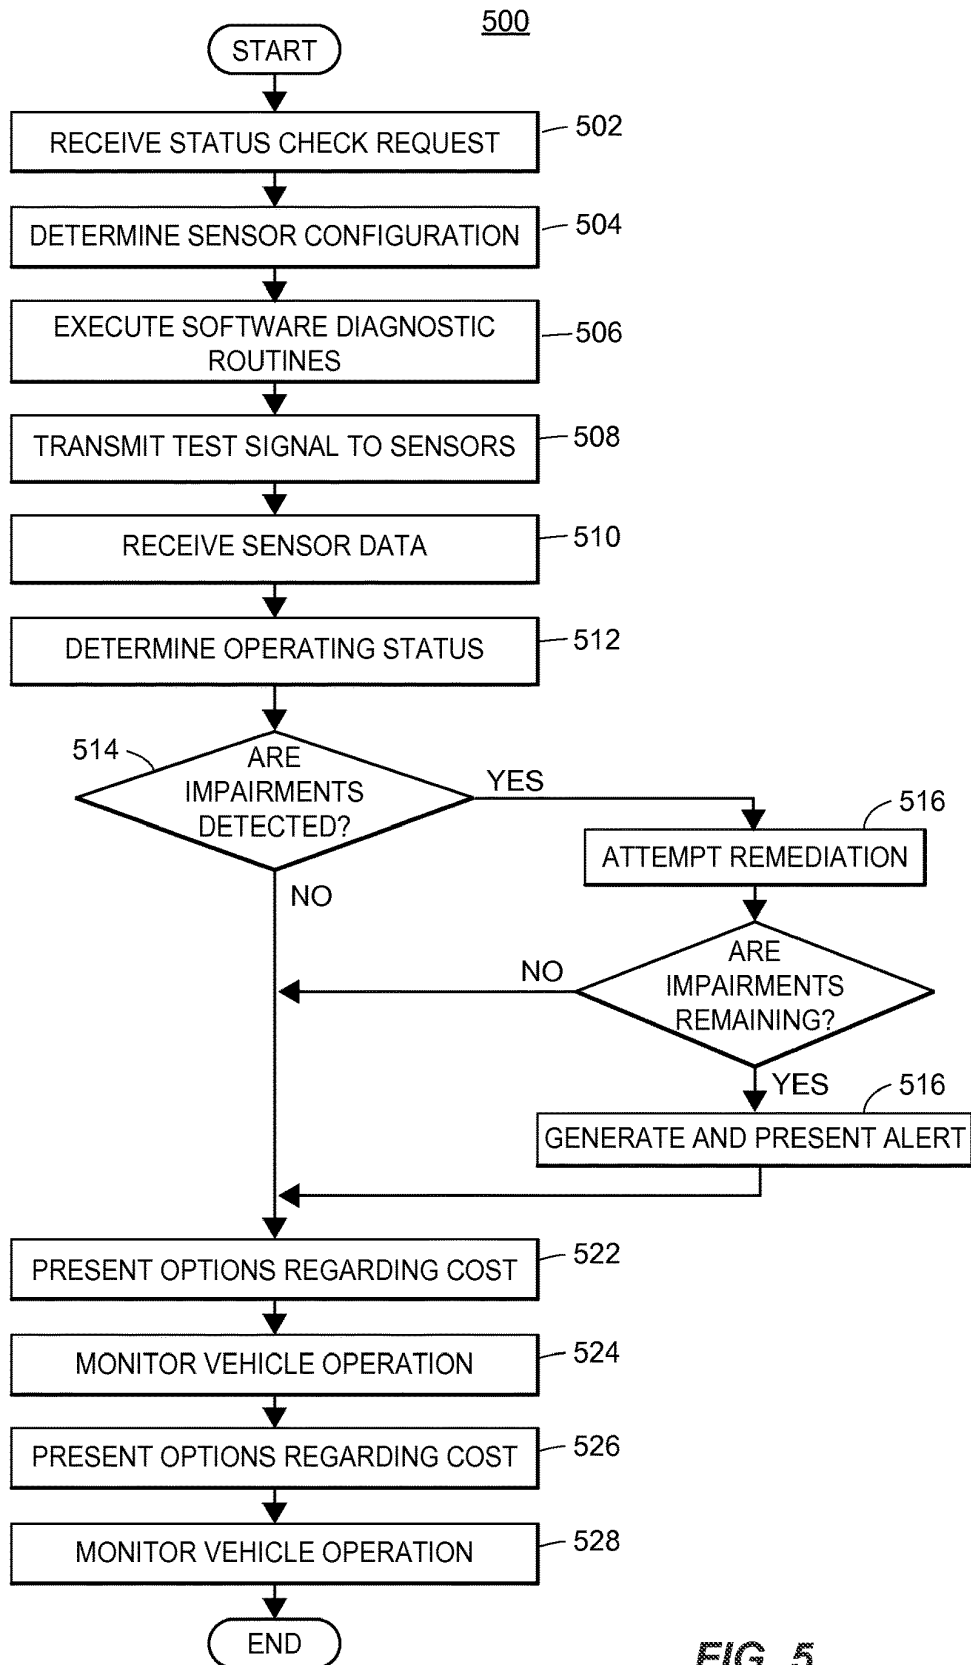 500
START
RECEIVE STATUS CHECK REQUEST
502
DETERMINE SENSOR CONFIGURATION
504
EXECUTE SOFTWARE DIAGNOSTIC
ROUTINES
506
TRANSMIT TEST SIGNAL TO SENSORS
508
RECEIVE SENSOR DATA
510
DETERMINE OPERATING STATUS
512
514
ARE
IMPAIRMENTS
DETECTED?
YES
NO
516
ATTEMPT REMEDIATION
ARE
IMPAIRMENTS
REMAINING?
NO
YES
516
GENERATE AND PRESENT ALERT
PRESENT OPTIONS REGARDING COST
522
MONITOR VEHICLE OPERATION
524
PRESENT OPTIONS REGARDING COST
526
MONITOR VEHICLE OPERATION
528
END
FIG. 5